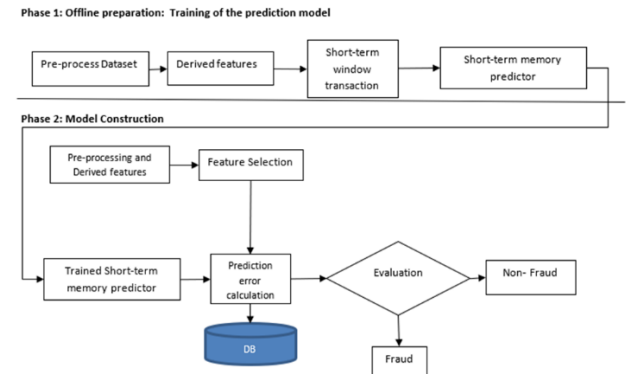 Phase 1: Offline preparation: Training of the prediction model
Pre-process Dataset
Derived features
Short-term
window
transaction
Short-term memory
predictor
Phase 2: Model Construction
Pre-processing and
Derived features
Feature Selection
Trained Short-term
memory predictor
Prediction
error
calculation
Evaluation
Non- Fraud
DB
Fraud